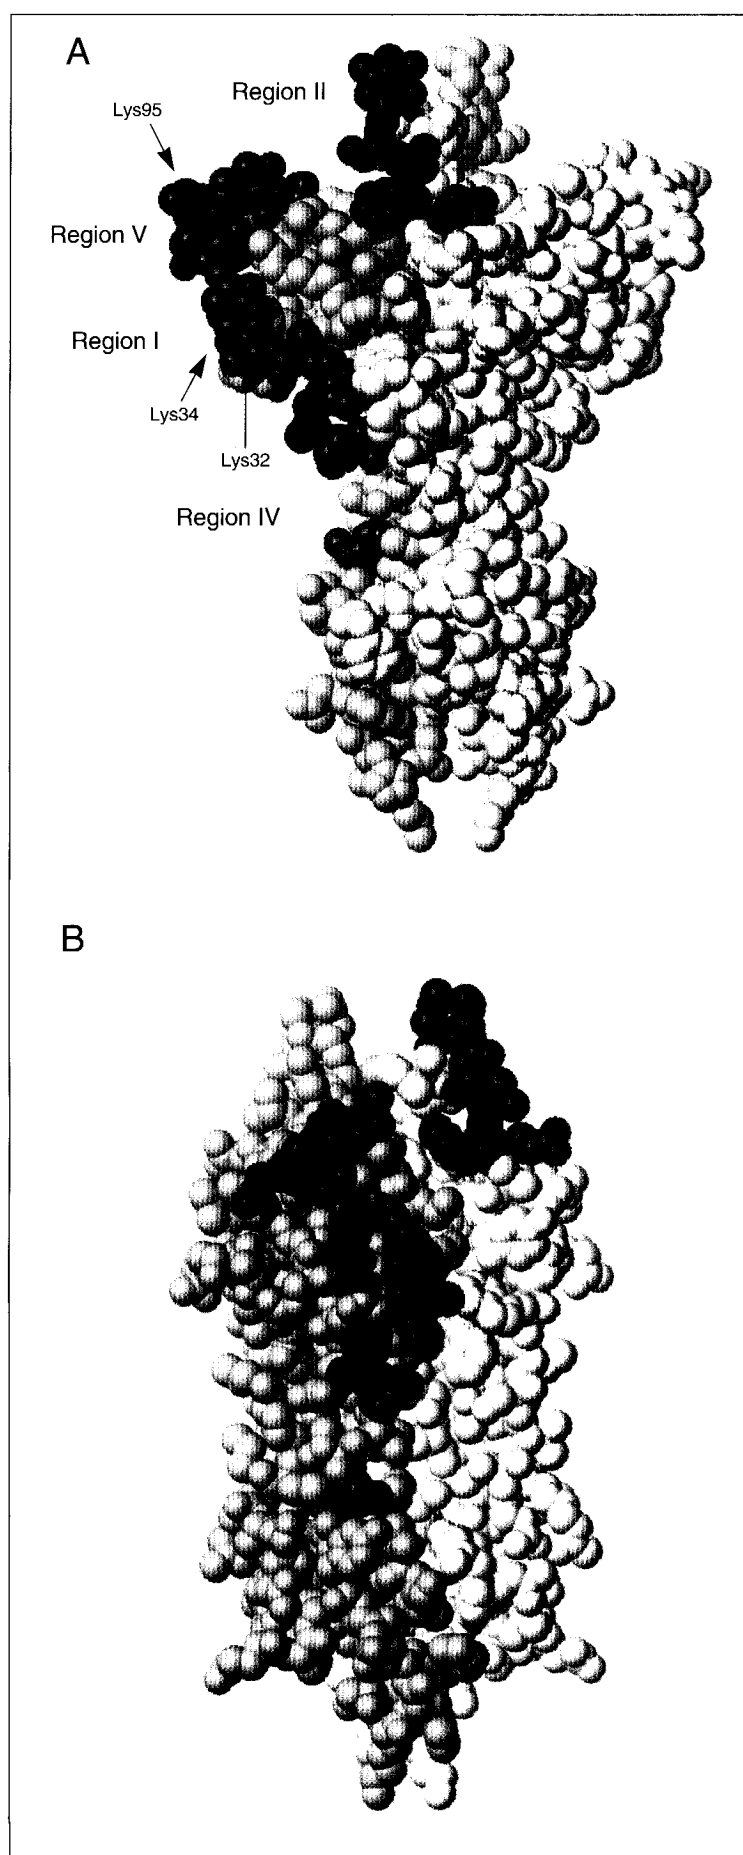 A
Region II
Lys95
Region V
Region I
Lys34
Lys32
Region IV
B